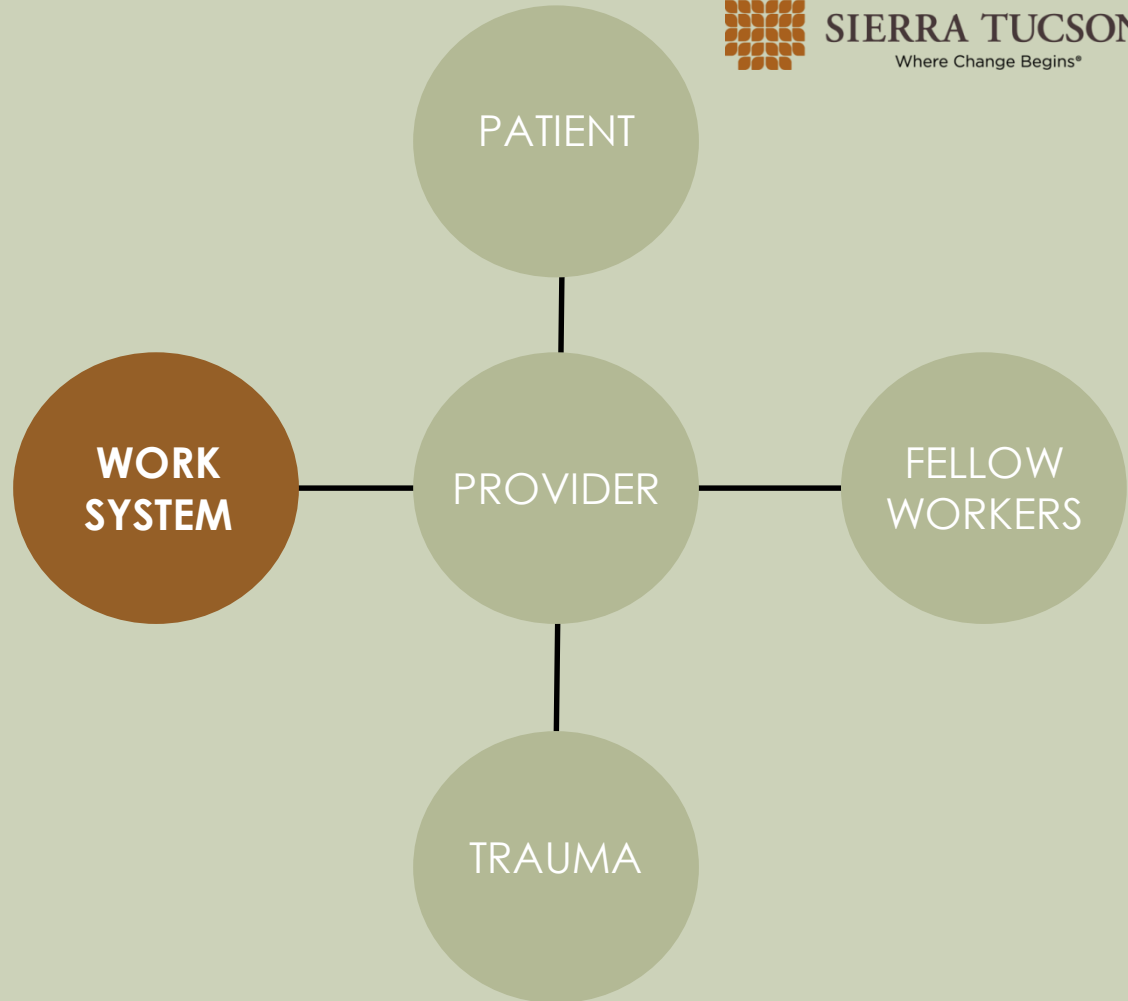 SIERRA TUCSON
Where Change Begins®
PATIENT
WORK
SYSTEM
PROVIDER
FELLOW
WORKERS
TRAUMA